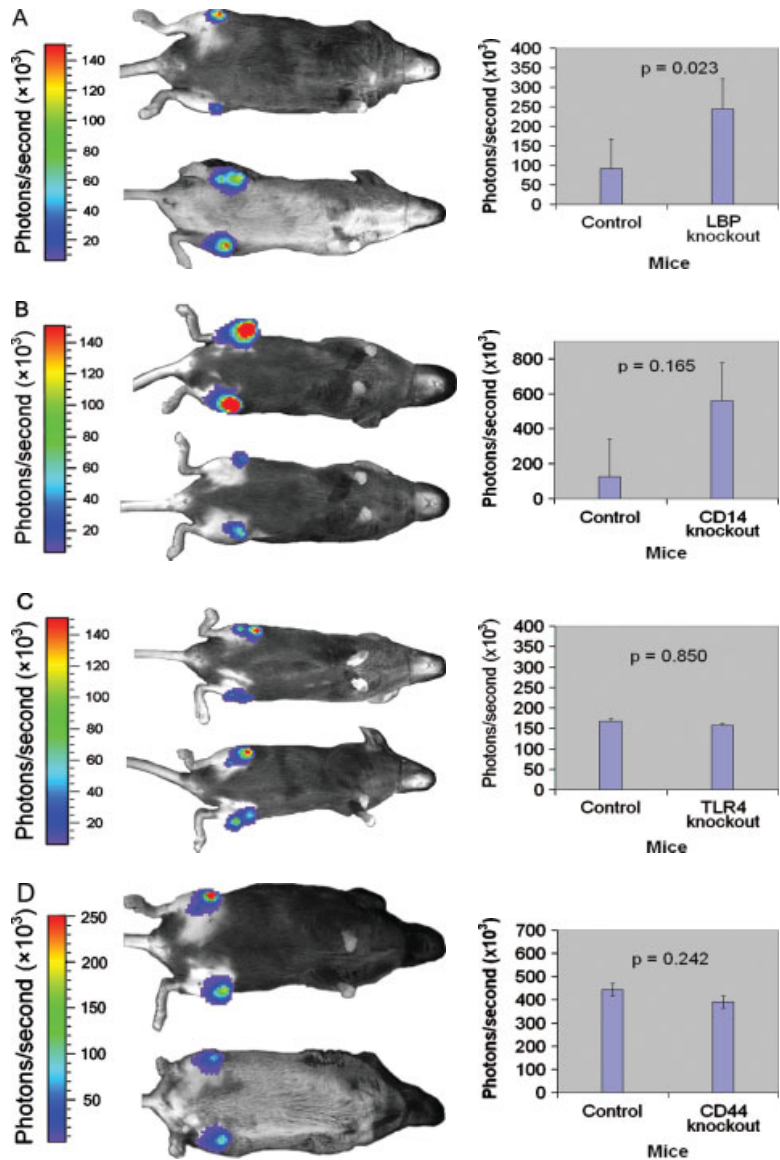 A
Photons/second (×10³)
140
120
100
80
60
40
20
Photons/second (x10³)
400
350
300
250
200
150
100
50
0
p = 0.023
Control
LBP
knockout
Mice
B
Photons/second (×10³)
140
120
100
80
60
40
20
Photons/second (x10³)
800
600
400
200
0
p = 0.165
Control
CD14
knockout
Mice
C
Photons/second (×10³)
140
120
100
80
60
40
20
Photons/second (x10³)
400
350
300
250
200
150
100
50
0
p = 0.850
Control
TLR4
knockout
Mice
D
Photons/second (×10³)
250
200
150
100
50
Photons/second (x10³)
700
600
500
400
300
200
100
0
p = 0.242
Control
CD44
knockout
Mice